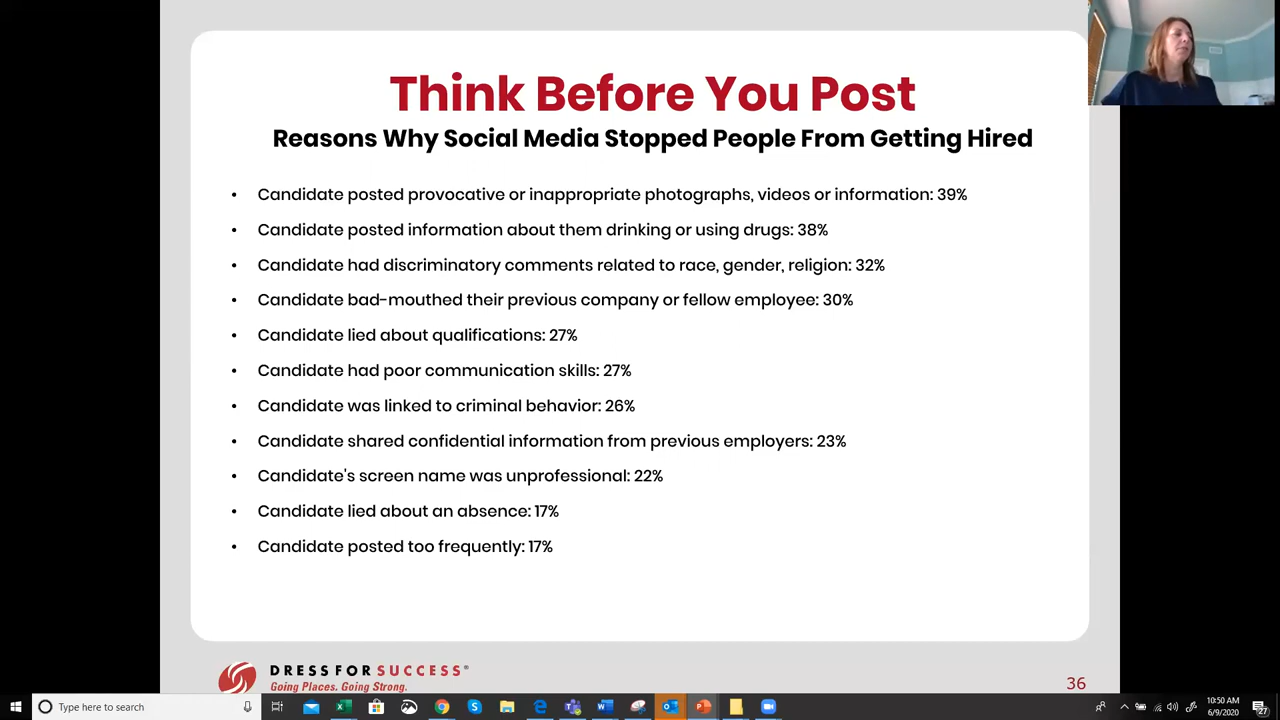 Think Before You Post
Reasons Why Social Media Stopped People From Getting Hired
• Candidate posted provocative or inappropriate photographs, videos or information: 39%
• Candidate posted information about them drinking or using drugs: 38%
• Candidate had discriminatory comments related to race, gender, religion: 32%
• Candidate bad-mouthed their previous company or fellow employee: 30%
• Candidate lied about qualifications: 27%
• Candidate had poor communication skills: 27%
• Candidate was linked to criminal behavior: 26%
• Candidate shared confidential information from previous employers: 23%
• Candidate's screen name was unprofessional: 22%
• Candidate lied about an absence: 17%
• Candidate posted too frequently: 17%
DRESS FOR SUCCESS®
Going Places. Going Strong.
36
Type here to search
10:50 AM
6/9/2020
27